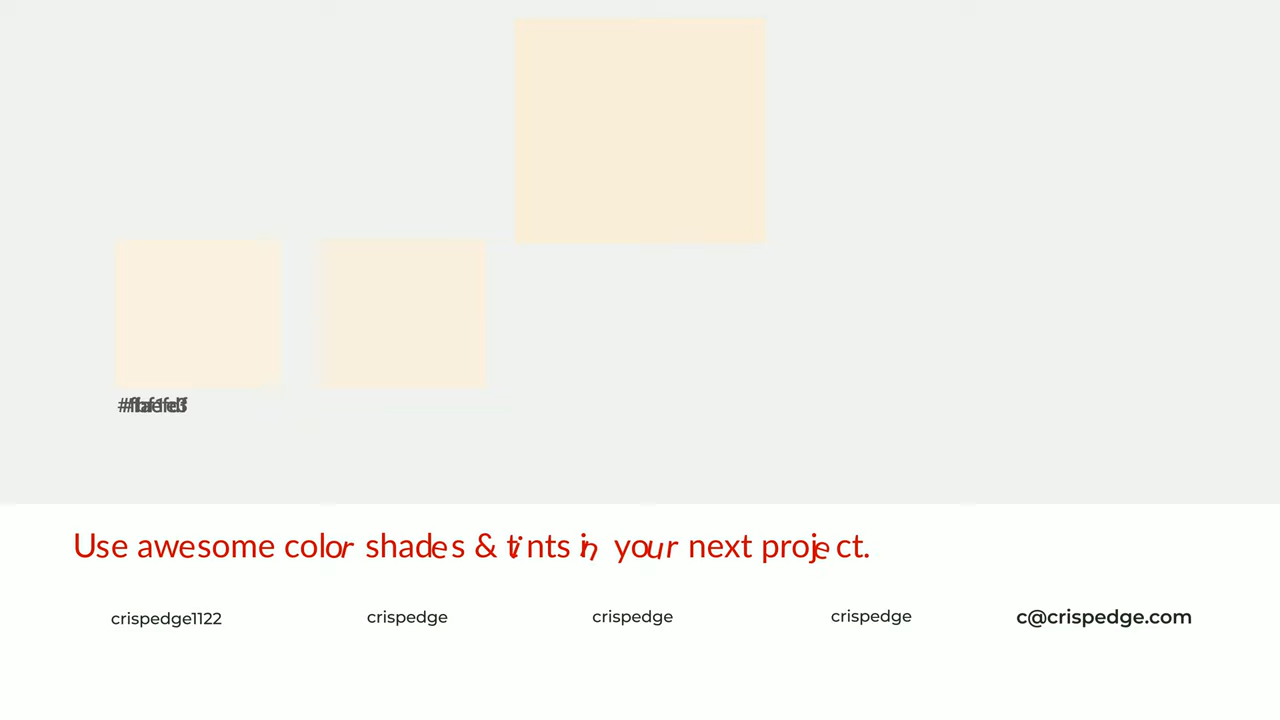 Use awesome color shades & tints in your next project.
crispedge1122 crispedge crispedge crispedge c@crispedge.com